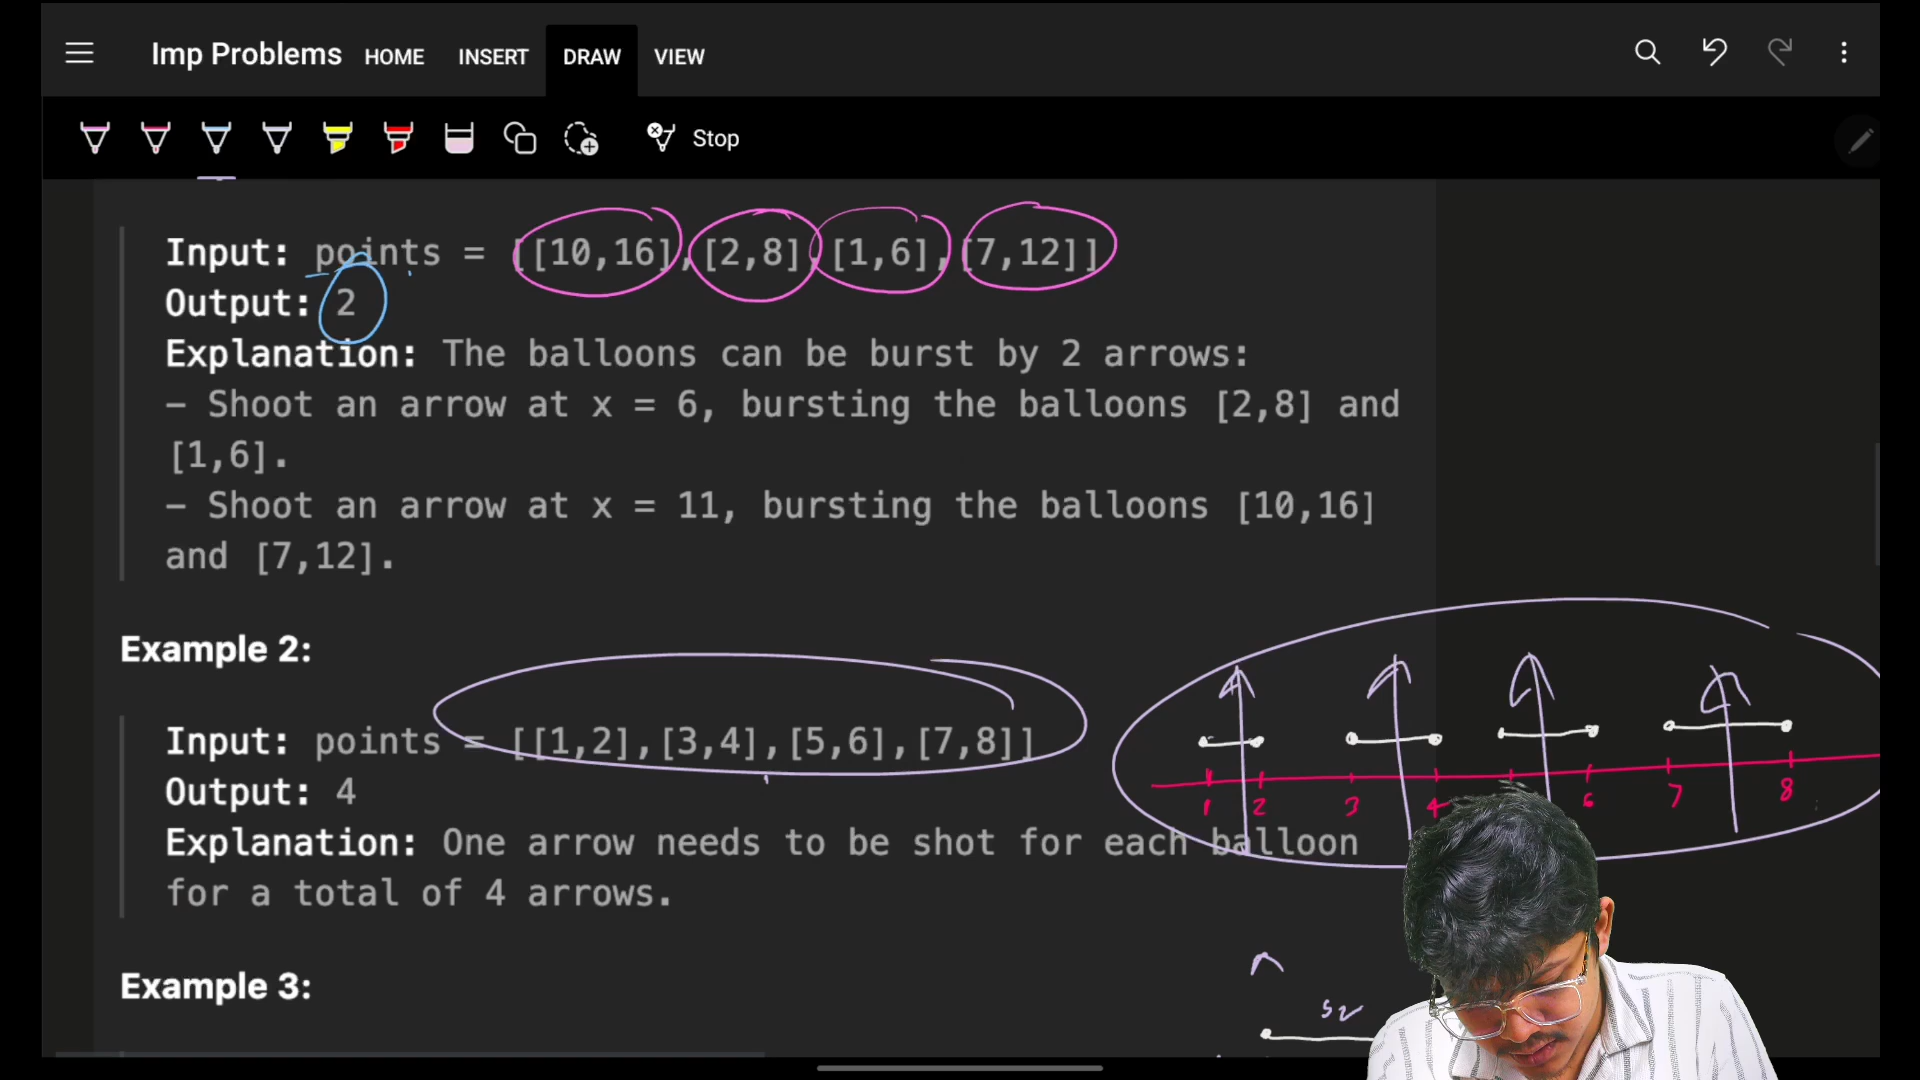 Imp Problems HOME INSERT DRAW VIEW
Stop
Input: points = [[10,16],[2,8],[1,6],[7,12]]
Output: 2
Explanation: The balloons can be burst by 2 arrows:
– Shoot an arrow at x = 6, bursting the balloons [2,8] and
[1,6].
– Shoot an arrow at x = 11, bursting the balloons [10,16]
and [7,12].
Example 2:
Input: points = [[1,2],[3,4],[5,6],[7,8]]
Output: 4
1 2 3 4 6 7 8
Explanation: One arrow needs to be shot for each balloon
for a total of 4 arrows.
Example 3: